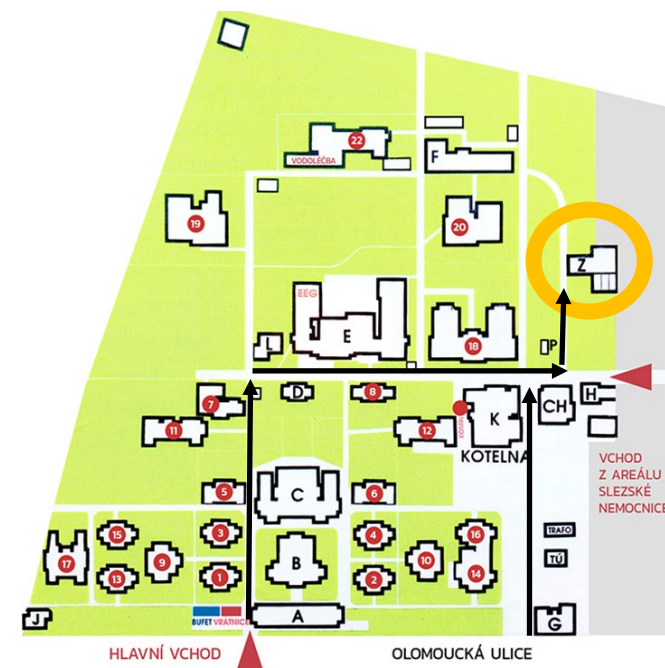 22
VODOLÉČBA
F
19
20
Z
EEG
E
L
18
P
D
8
7
K
CH
H
11
12
KOTELNA
VCHOD
Z AREÁLU
SLEZSKÉ
NEMOCNICE
5
C
6
15
3
4
16
TRAFO
17
9
B
10
TÚ
13
1
2
14
J
BUFET VRÁTNICE
A
G
HLAVNÍ VCHOD
OLOMOUCKÁ ULICE